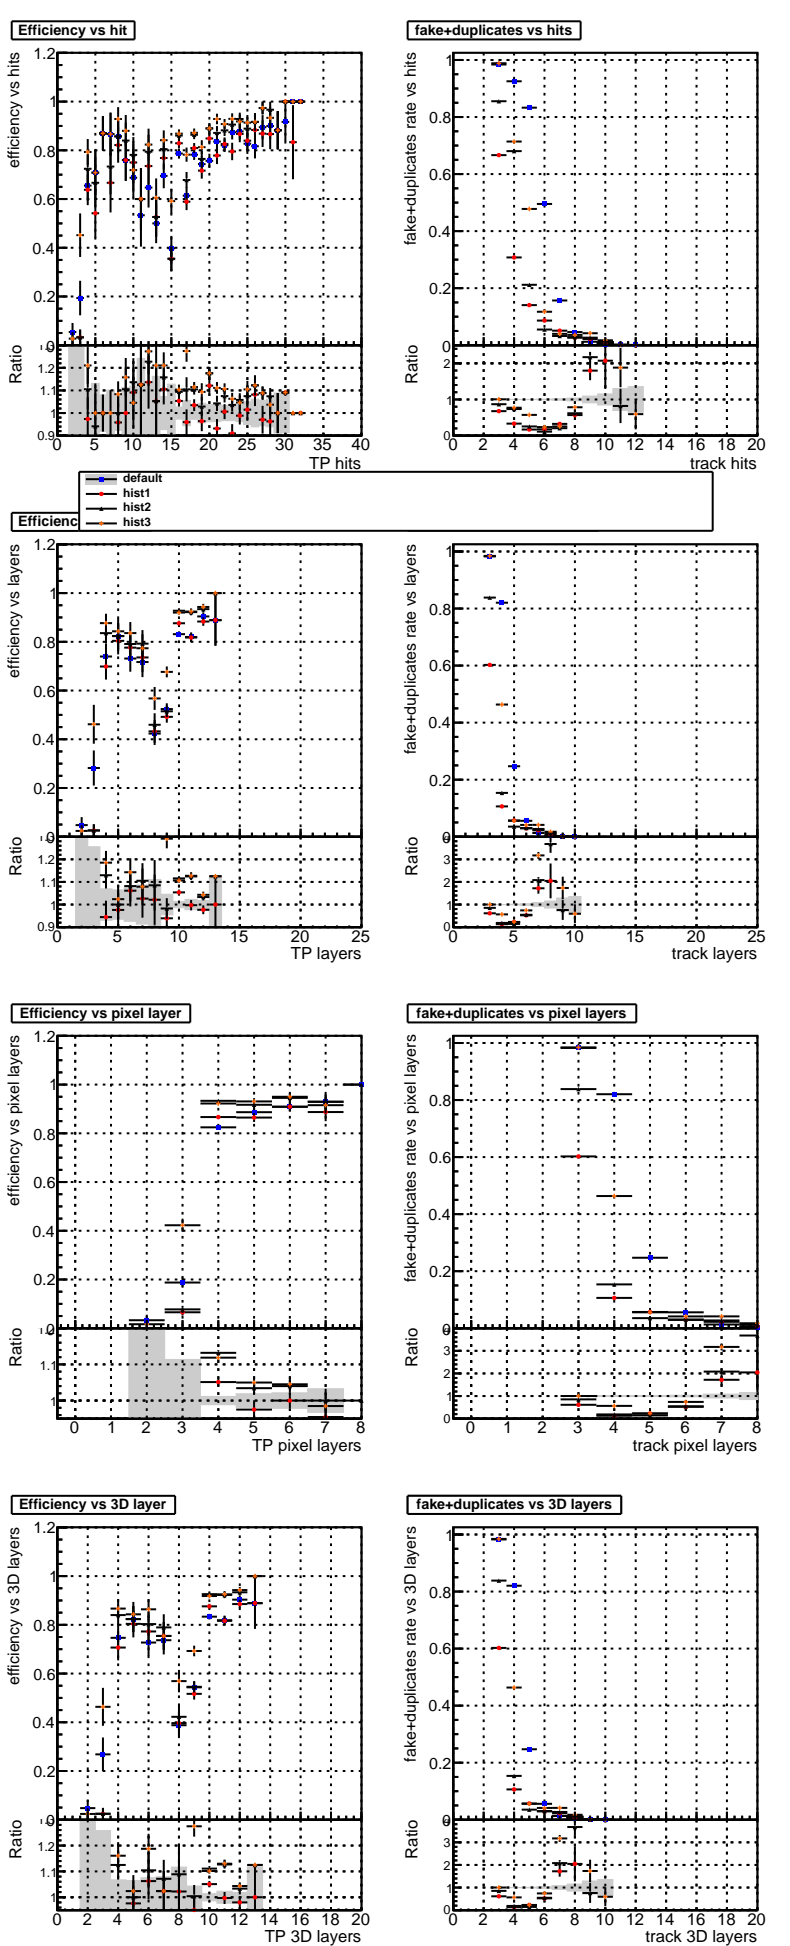 Efficiency vs hit
fake+duplicates vs hits
efficiency vs hits
1.2
1
0.8
0.6
0.4
0.2
0
fake+duplicates rate vs hits
1
0.8
0.6
0.4
0.2
0
Ratio
1.2
1.1
1
0.9
0 5 10 15 20 25 30 35 40
TP hits
Ratio
2
1
0
0 2 4 6 8 10 12 14 16 18 20
track hits
default
hist1
hist2
hist3
Efficienc
efficiency vs layers
1.2
1
0.8
0.6
0.4
0.2
0
fake+duplicates rate vs layers
1
0.8
0.6
0.4
0.2
0
Ratio
1.2
1.1
1
0.9
0 5 10 15 20 25
TP layers
Ratio
3
2
1
0
0 5 10 15 20 25
track layers
Efficiency vs pixel layer
fake+duplicates vs pixel layers
efficiency vs pixel layers
1.2
1
0.8
0.6
0.4
0.2
0
fake+duplicates rate vs pixel layers
1
0.8
0.6
0.4
0.2
0
Ratio
1.1
1
0 1 2 3 4 5 6 7 8
TP pixel layers
Ratio
3
2
1
0
0 1 2 3 4 5 6 7 8
track pixel layers
Efficiency vs 3D layer
fake+duplicates vs 3D layers
efficiency vs 3D layers
1.2
1
0.8
0.6
0.4
0.2
0
fake+duplicates rate vs 3D layers
1
0.8
0.6
0.4
0.2
0
Ratio
1.2
1.1
1
0 2 4 6 8 10 12 14 16 18 20
TP 3D layers
Ratio
3
2
1
0
0 2 4 6 8 10 12 14 16 18 20
track 3D layers